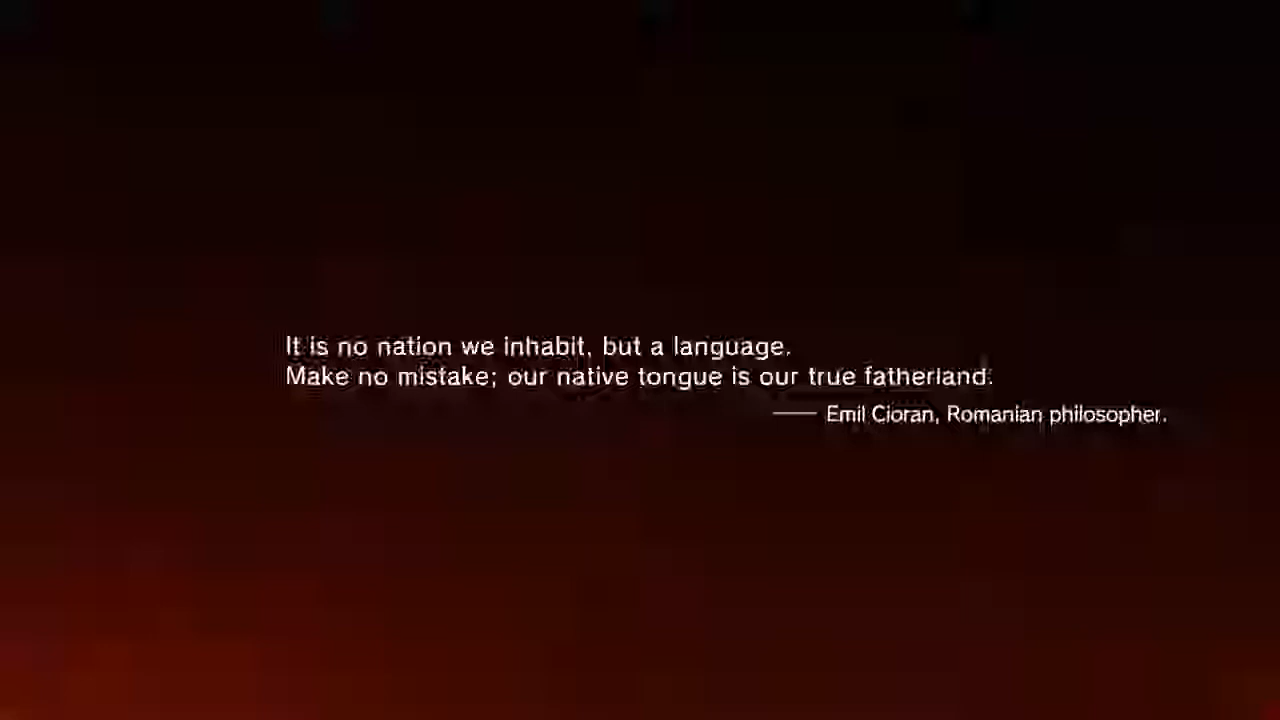 It is no nation we inhabit, but a language.
Make no mistake; our native tongue is our true fatherland.
—— Emil Cioran, Romanian philosopher.